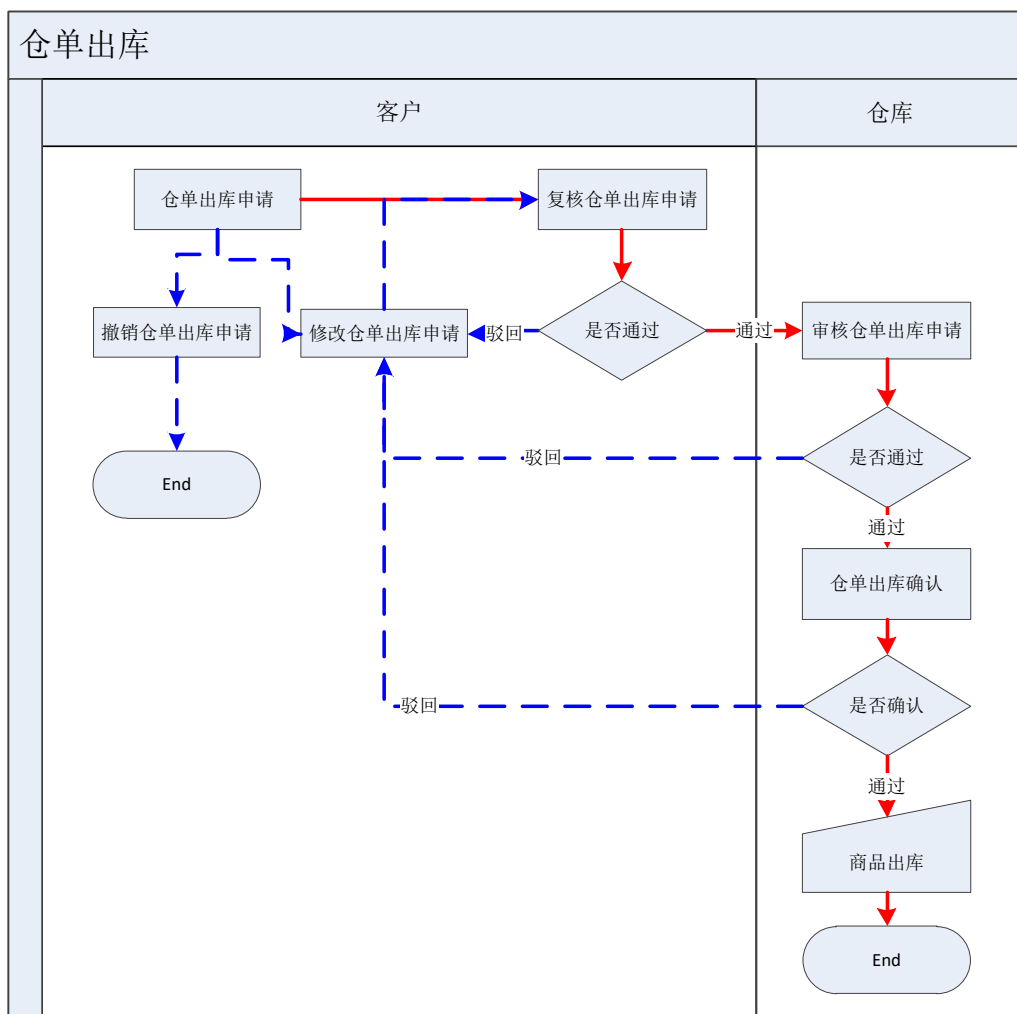 仓单出库
客户
仓库
仓单出库申请
复核仓单出库申请
撤销仓单出库申请
修改仓单出库申请
驳回
是否通过
通过
审核仓单出库申请
End
驳回
是否通过
通过
仓单出库确认
驳回
是否确认
通过
商品出库
End